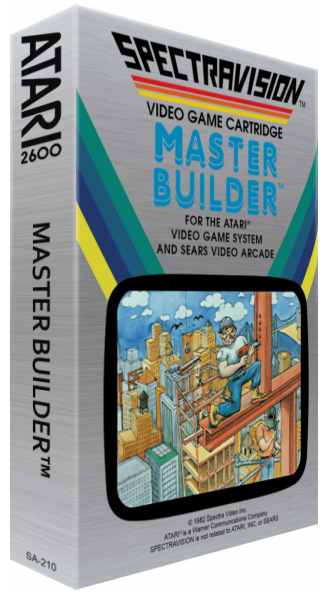 ATARI
2600
MASTER BUILDER™
SA-210
SPECTRAVISION™
VIDEO GAME CARTRIDGE
MASTER
BUILDER™
FOR THE ATARI®
VIDEO GAME SYSTEM
AND SEARS VIDEO ARCADE
© 1982 Spectra Video Inc.
ATARI® is a Warner Communications Company
SPECTRAVISION is not related to ATARI, INC. or SEARS